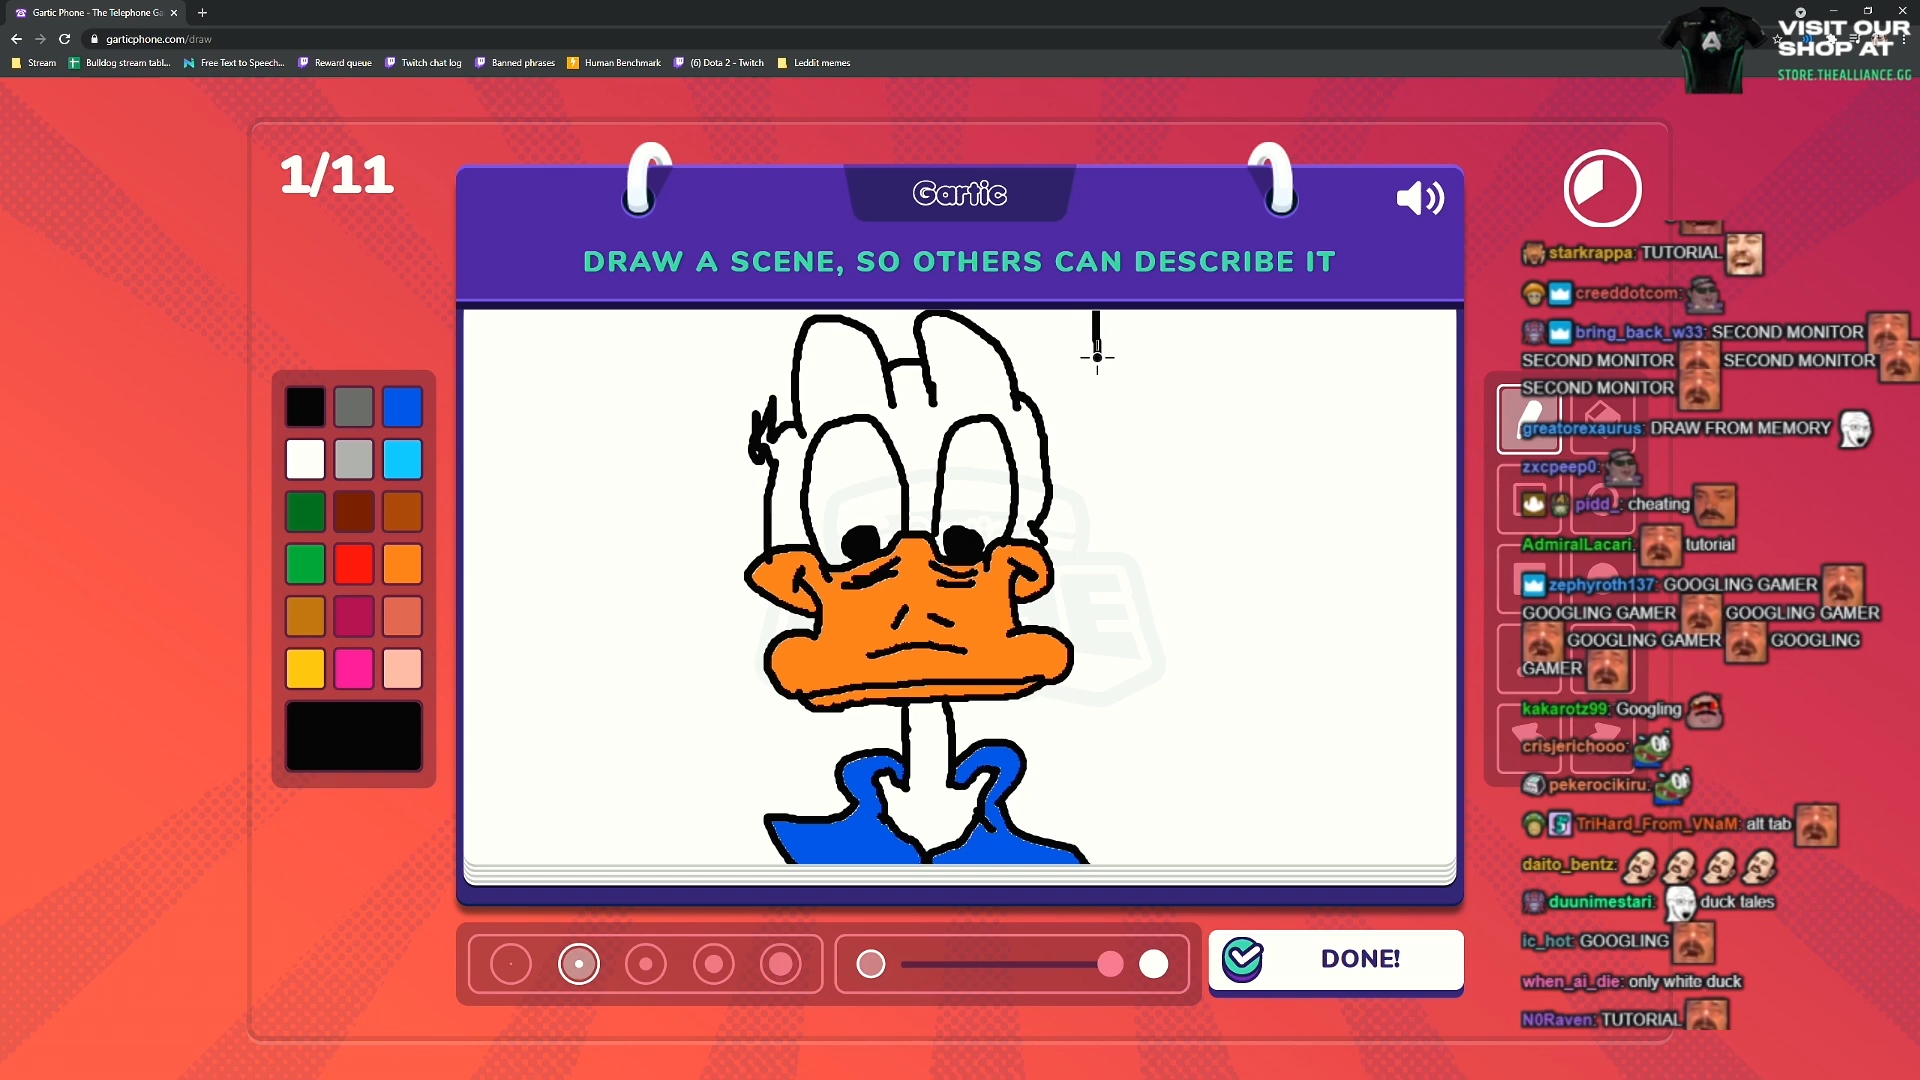 Gartic Phone - The Telephone Ga
garticphone.com/draw
Stream
Bulldog stream tabl...
Free Text to Speech...
Reward queue
Twitch chat log
Banned phrases
Human Benchmark
(6) Dota 2 - Twitch
Leddit memes
VISIT OUR
SHOP AT
STORE.THEALLIANCE.GG
1/11
Gartic
DRAW A SCENE, SO OTHERS CAN DESCRIBE IT
starkrappa: TUTORIAL
creeddotcom:
bring_back_w33: SECOND MONITOR
SECOND MONITOR SECOND MONITOR
SECOND MONITOR
greatorexaurus: DRAW FROM MEMORY
zxcpeep0:
pidd_: cheating
AdmiralLacari: tutorial
zephyroth137: GOOGLING GAMER
GOOGLING GAMER GOOGLING GAMER
GOOGLING GAMER GOOGLING
GAMER
kakarotz99: Googling
crisjerichooo:
pekerocikiru:
TriHard_From_VNaM: alt tab
daito_bentz:
duunimestari: duck tales
ic_hot: GOOGLING
when_ai_die: only white duck
N0Raven: TUTORIAL
DONE!